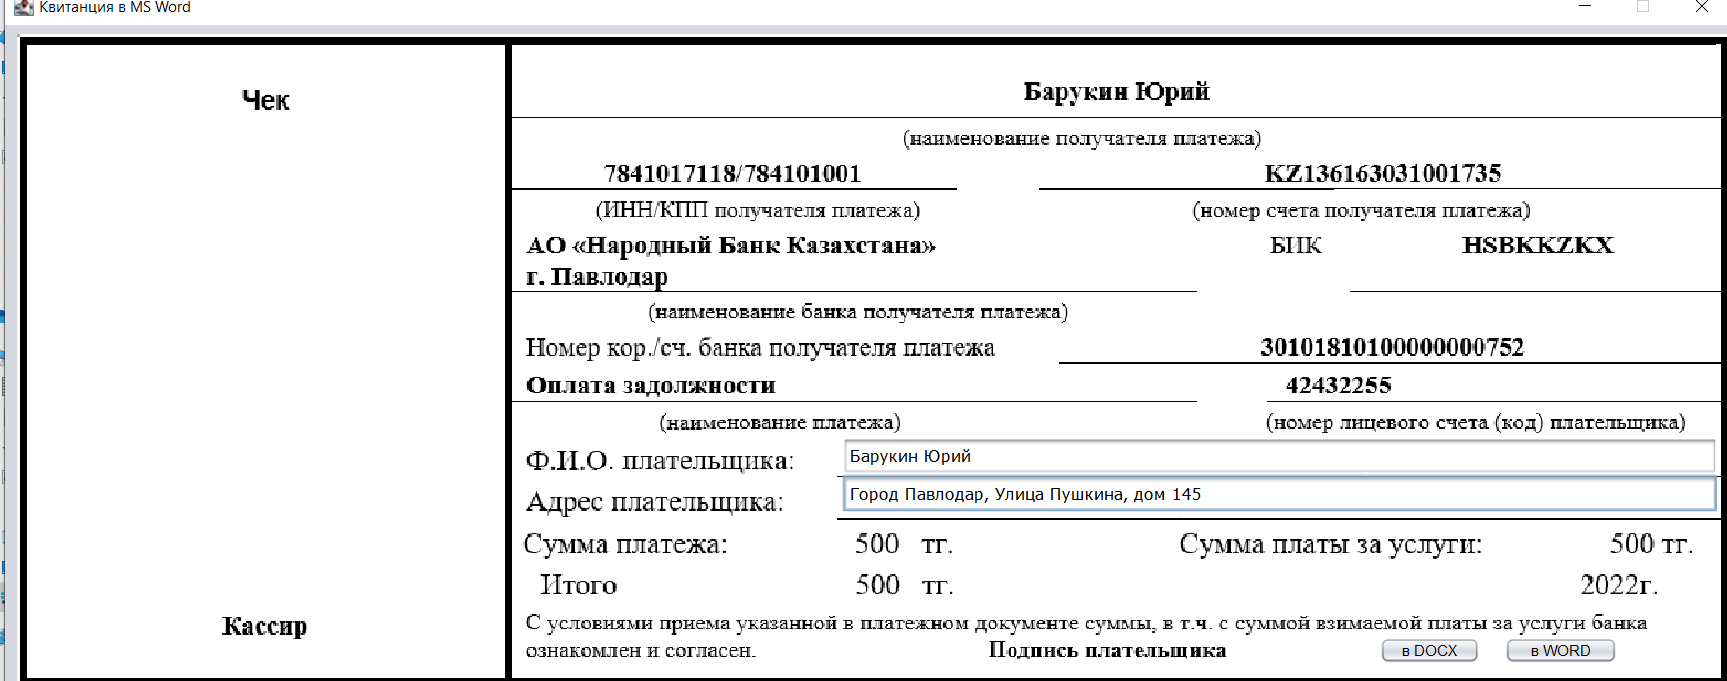 Квитанция в MS Word
Чек
Барукин Юрий
(наименование получателя платежа)
7841017118/784101001 KZ136163031001735
(ИНН/КПП получателя платежа) (номер счета получателя платежа)
АО «Народный Банк Казахстана» БИК HSBKKZKX
г. Павлодар
(наименование банка получателя платежа)
Номер кор./сч. банка получателя платежа 30101810100000000752
Оплата задолжности 42432255
(наименование платежа) (номер лицевого счета (код) плательщика)
Ф.И.О. плательщика: Барукин Юрий
Адрес плательщика: Город Павлодар, Улица Пушкина, дом 145
Сумма платежа: 500 тг. Сумма платы за услуги: 500 тг.
Итого 500 тг. 2022г.
Кассир
С условиями приема указанной в платежном документе суммы, в т.ч. с суммой взимаемой платы за услуги банка
ознакомлен и согласен. Подпись плательщика в DOCX в WORD